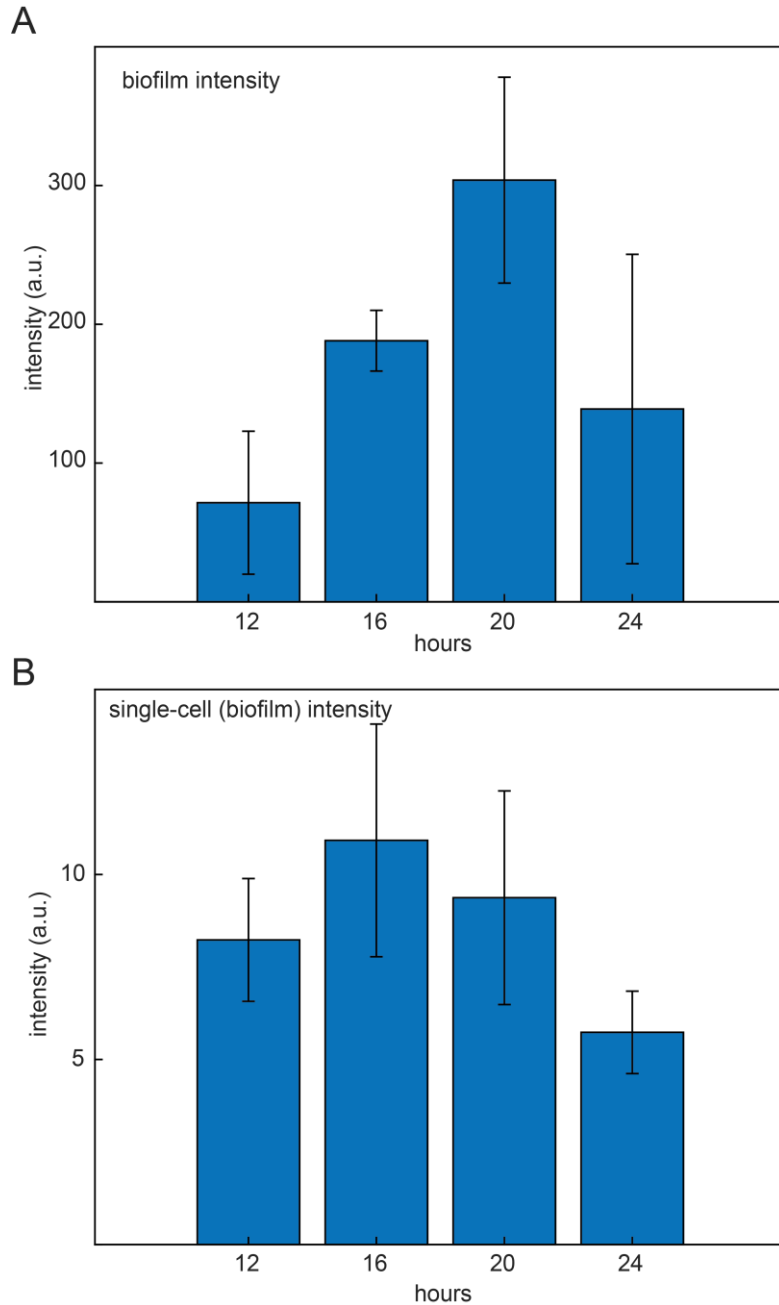 A
biofilm intensity
300
200
100
intensity (a.u.)
12 16 20 24
hours
B
single-cell (biofilm) intensity
10
5
intensity (a.u.)
12 16 20 24
hours